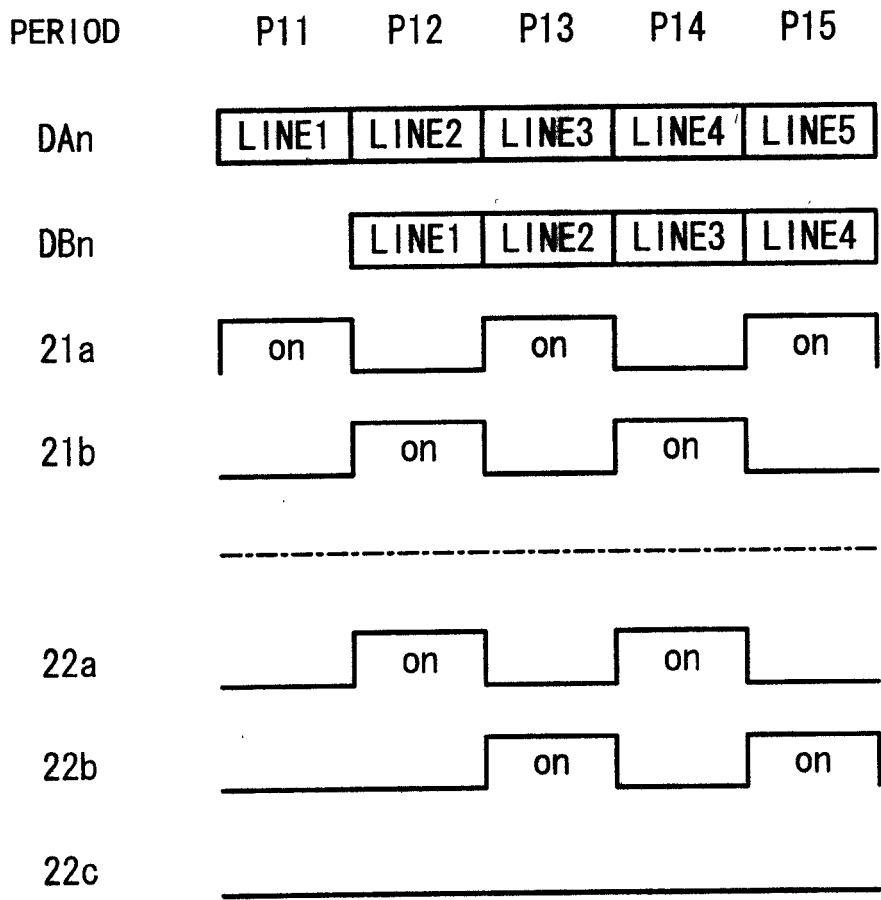 PERIOD P11 P12 P13 P14 P15
DAn LINE1 LINE2 LINE3 LINE4 LINE5
DBn LINE1 LINE2 LINE3 LINE4
21a on on on
21b on on
22a on on
22b on on
22c